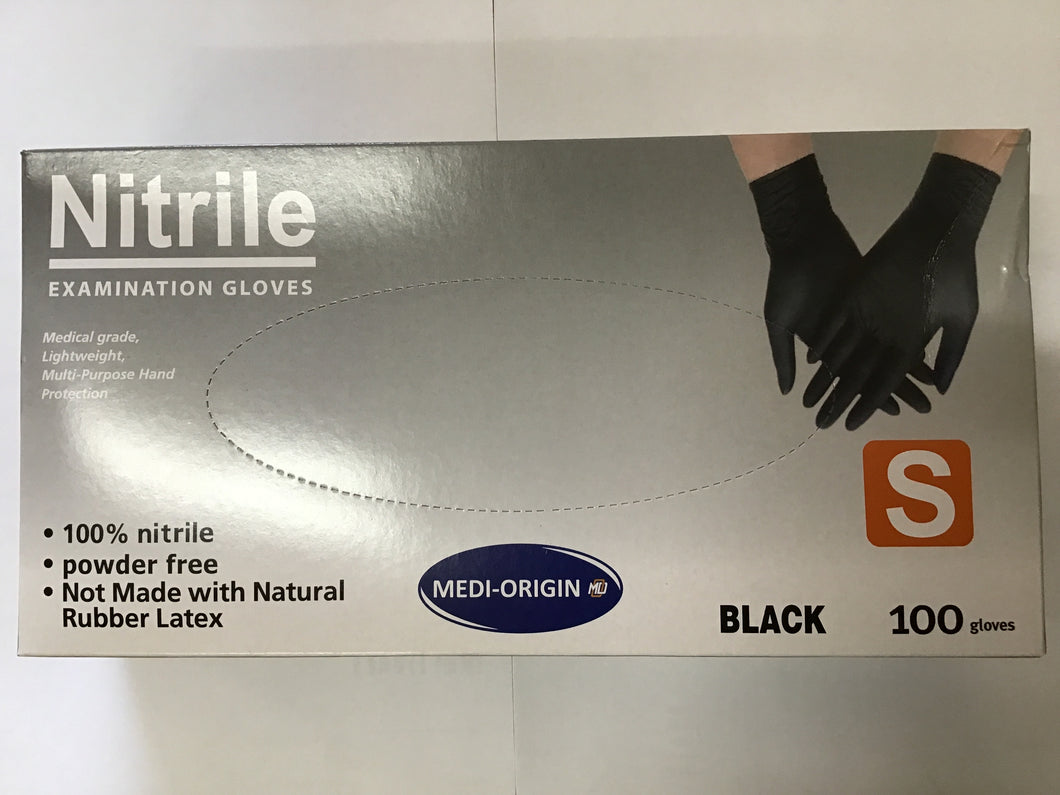 Nitrile
EXAMINATION GLOVES
Medical grade,
Lightweight,
Multi-Purpose Hand
Protection
S
• 100% nitrile
• powder free
• Not Made with Natural
Rubber Latex
MEDI-ORIGIN MO
BLACK
100 gloves